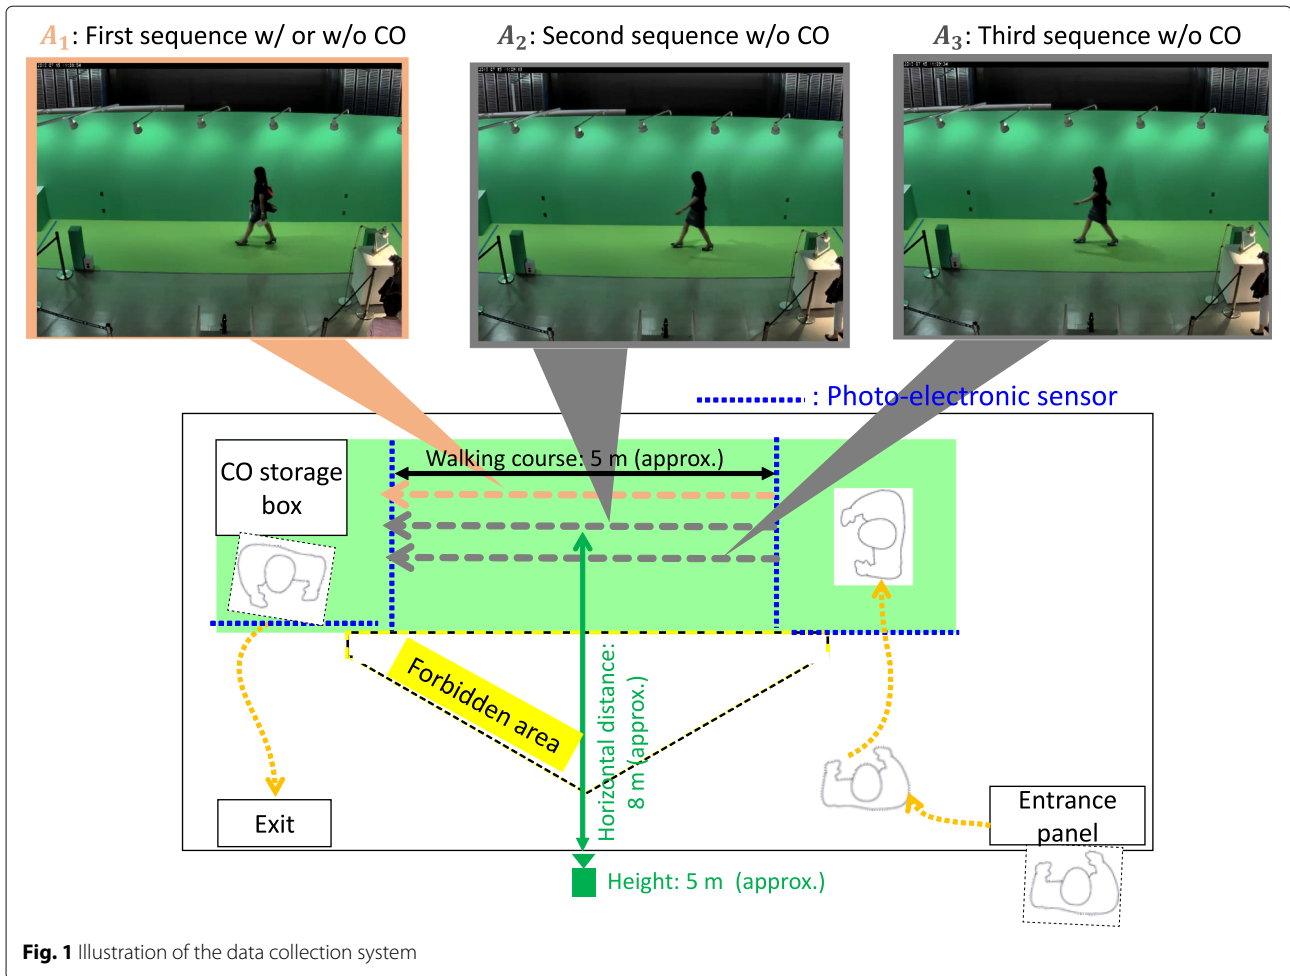 A₁: First sequence w/ or w/o CO
A₂: Second sequence w/o CO
A₃: Third sequence w/o CO
: Photo-electronic sensor
Walking course: 5 m (approx.)
CO storage
box
Forbidden area
Horizontal distance:
8 m (approx.)
Exit
Entrance
panel
Height: 5 m (approx.)
Fig. 1 Illustration of the data collection system